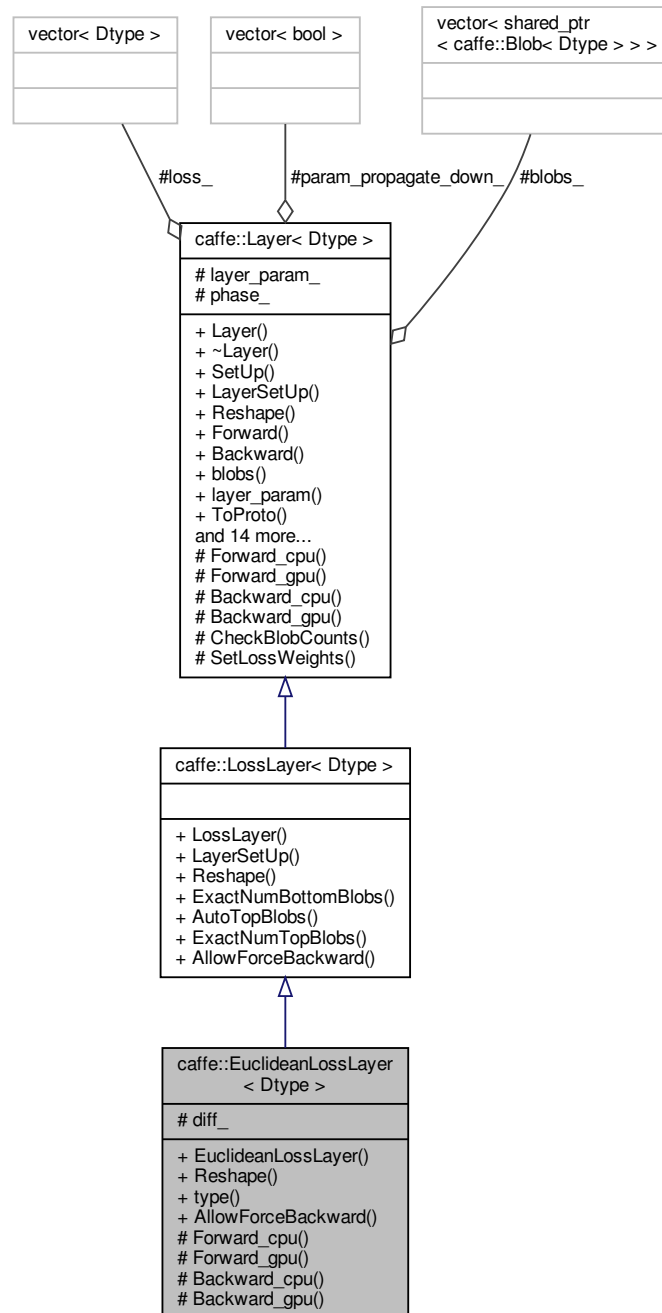 vector< Dtype >
vector< bool >
vector< shared_ptr
< caffe::Blob< Dtype > > >
#loss_
#param_propagate_down_
#blobs_
caffe::Layer< Dtype >
# layer_param_
# phase_
+ Layer()
+ ~Layer()
+ SetUp()
+ LayerSetUp()
+ Reshape()
+ Forward()
+ Backward()
+ blobs()
+ layer_param()
+ ToProto()
and 14 more...
# Forward_cpu()
# Forward_gpu()
# Backward_cpu()
# Backward_gpu()
# CheckBlobCounts()
# SetLossWeights()
caffe::LossLayer< Dtype >
+ LossLayer()
+ LayerSetUp()
+ Reshape()
+ ExactNumBottomBlobs()
+ AutoTopBlobs()
+ ExactNumTopBlobs()
+ AllowForceBackward()
caffe::EuclideanLossLayer
< Dtype >
# diff_
+ EuclideanLossLayer()
+ Reshape()
+ type()
+ AllowForceBackward()
# Forward_cpu()
# Forward_gpu()
# Backward_cpu()
# Backward_gpu()